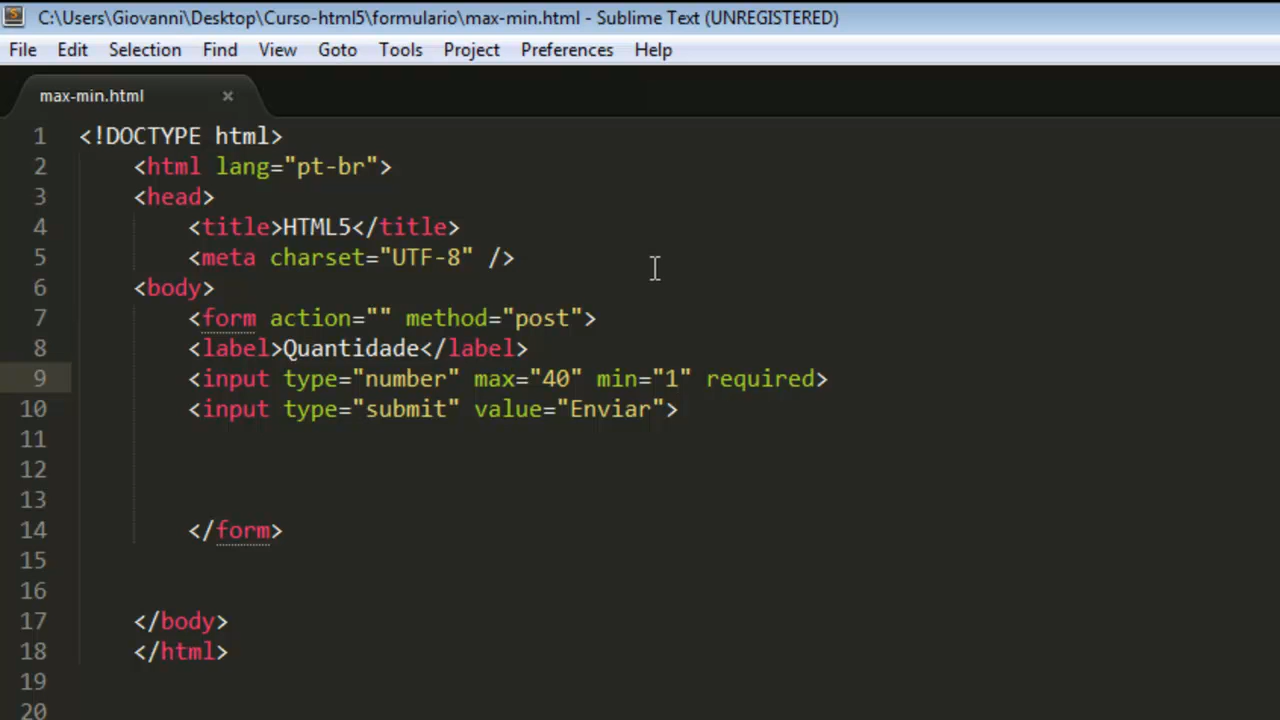 C:\Users\Giovanni\Desktop\Curso-html5\formulario\max-min.html - Sublime Text (UNREGISTERED)
File Edit Selection Find View Goto Tools Project Preferences Help
max-min.html ×
1 <!DOCTYPE html>
2 <html lang="pt-br">
3 <head>
4 <title>HTML5</title>
5 <meta charset="UTF-8" />
6 <body>
7 <form action="" method="post">
8 <label>Quantidade</label>
9 <input type="number" max="40" min="1" required>
10 <input type="submit" value="Enviar">
11
12
13
14 </form>
15
16
17 </body>
18 </html>
19
20